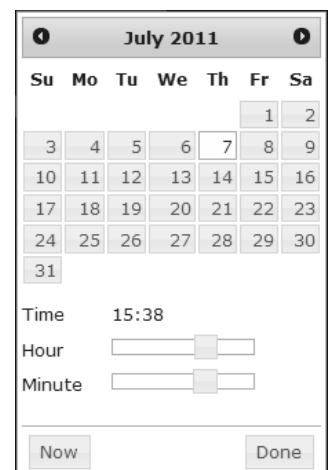 July 2011
Su Mo Tu We Th Fr Sa
1 2
3 4 5 6 7 8 9
10 11 12 13 14 15 16
17 18 19 20 21 22 23
24 25 26 27 28 29 30
31
Time 15:38
Hour
Minute
Now Done